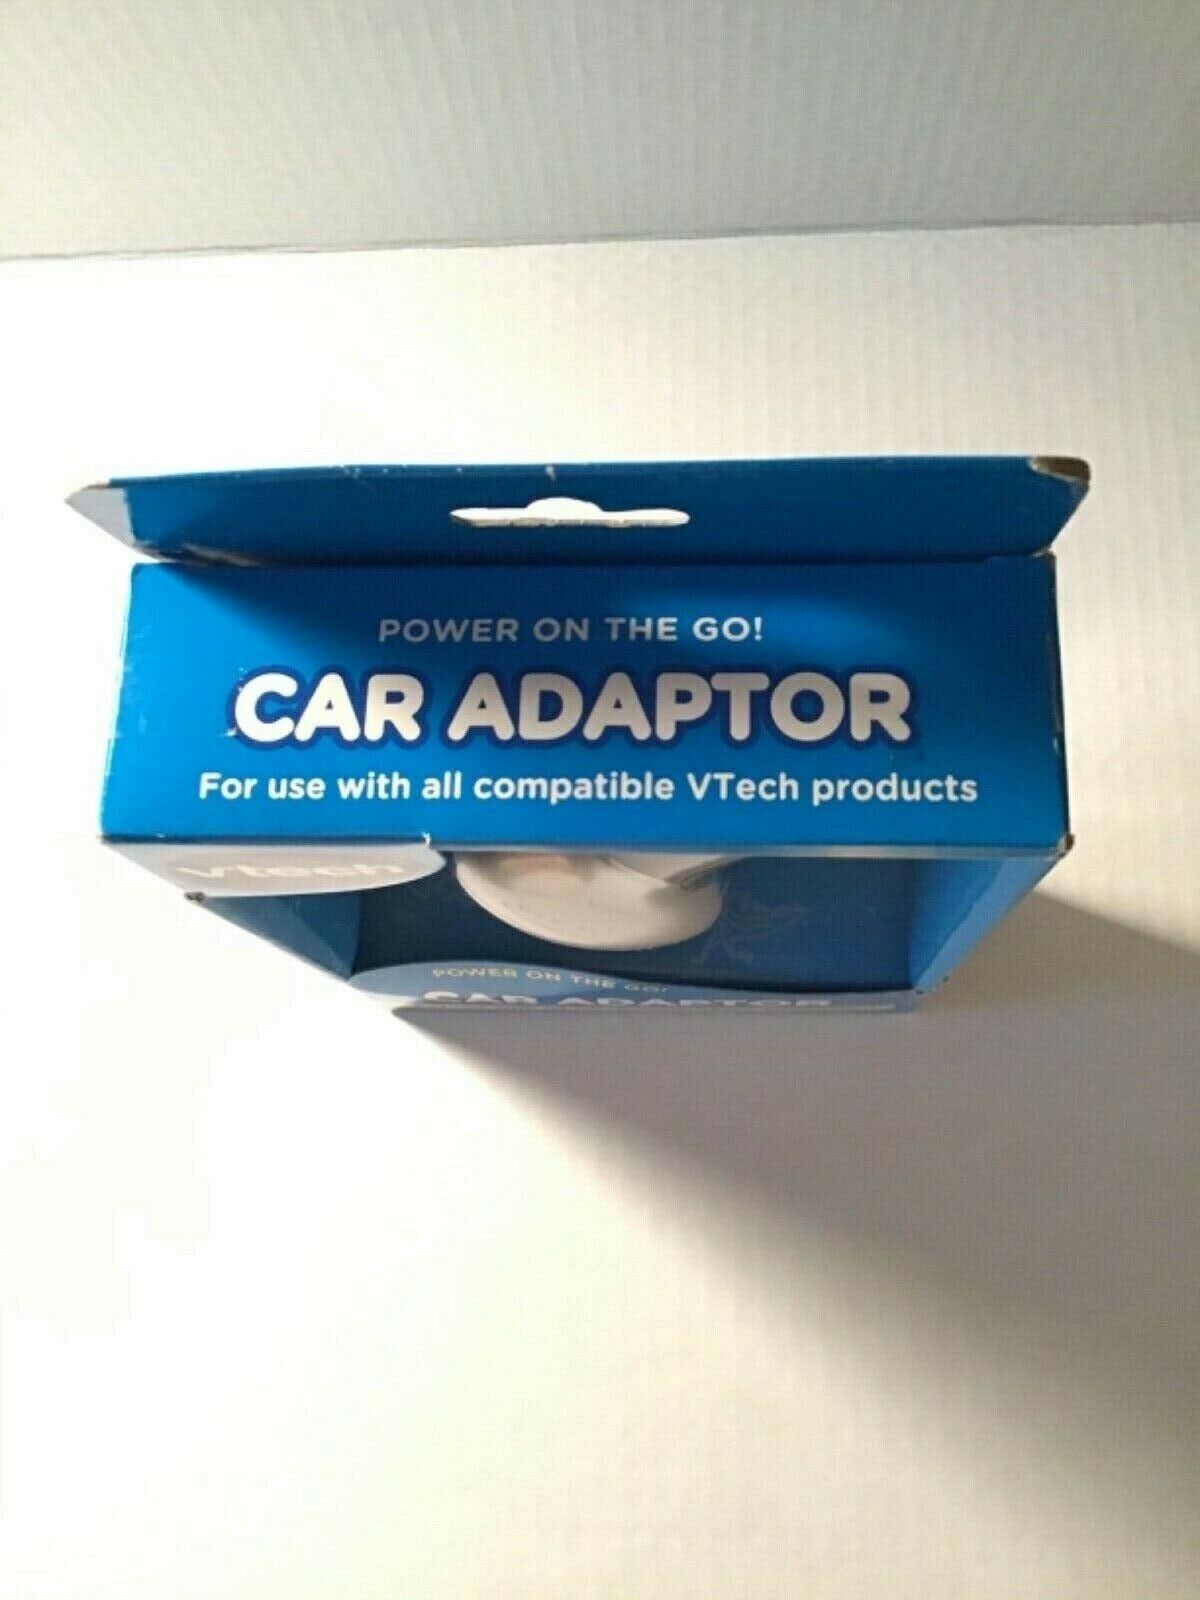 POWER ON THE GO!
CAR ADAPTOR
For use with all compatible VTech products
vtech
POWER ON THE GO!
CAR ADAPTOR